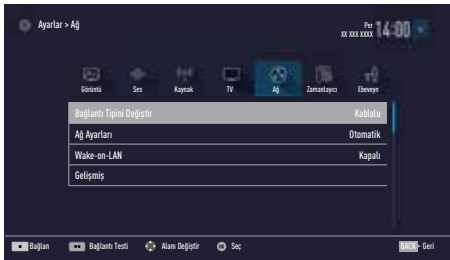 Ayarlar > Ağ
Per
xx xxx xxxx
14:00
Görüntü Ses Kaynak TV Ağ Zamanlayıcı Ebeveyn
Bağlantı Tipini Değiştir Kablolu
Ağ Ayarları Otomatik
Wake-on-LAN Kapalı
Gelişmiş
Bağlan Bağlantı Testi Alanı Değiştir OK Seç BACK Geri